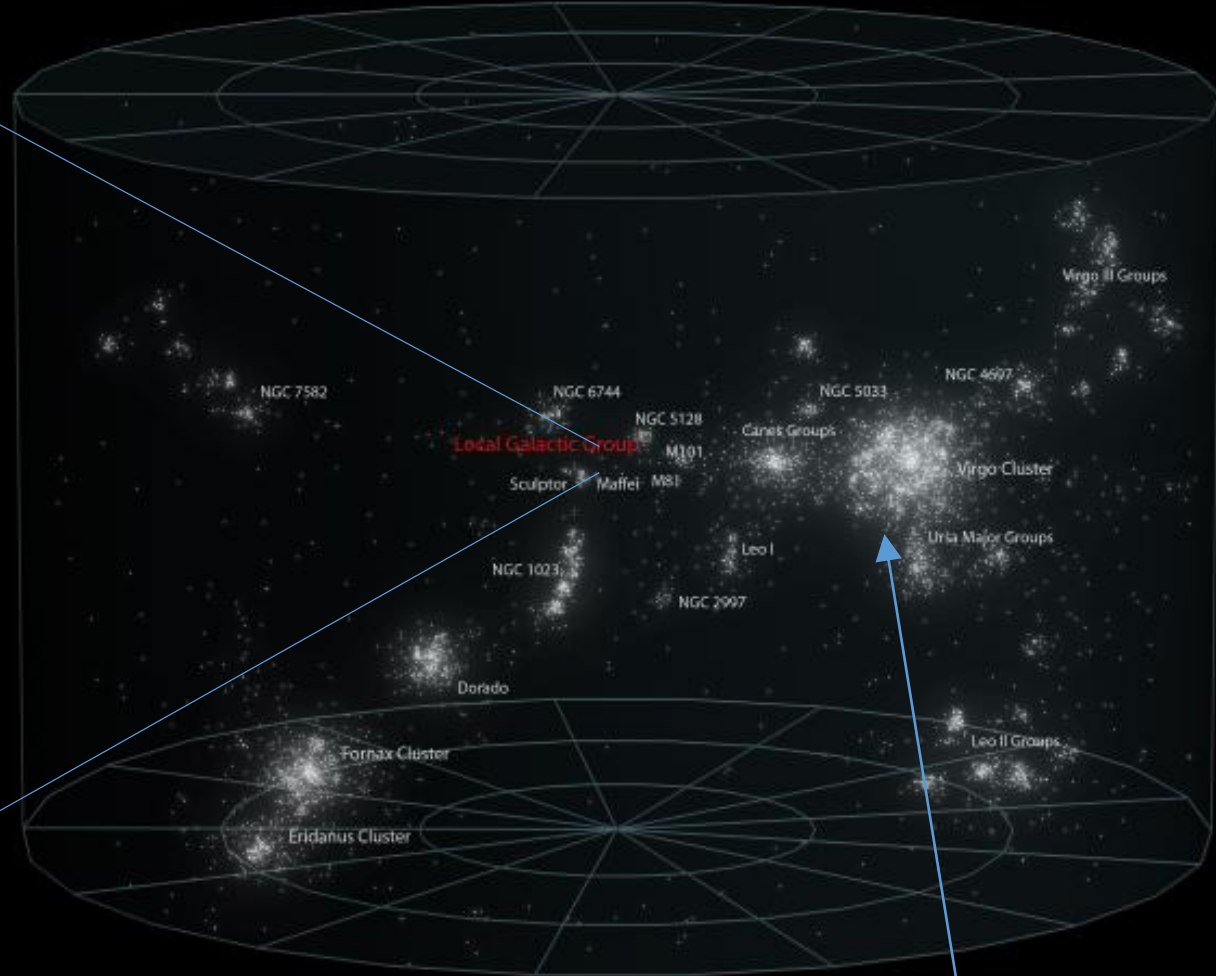 Virgo III Groups
NGC 7582
NGC 6744
NGC 5033
NGC 4697
NGC 5128
Canes Groups
Local Galactic Group
M101
Virgo Cluster
Sculptor
Maffei
M81
Ursa Major Groups
Leo I
NGC 1023
NGC 2997
Dorado
Leo II Groups
Fornax Cluster
Eridanus Cluster